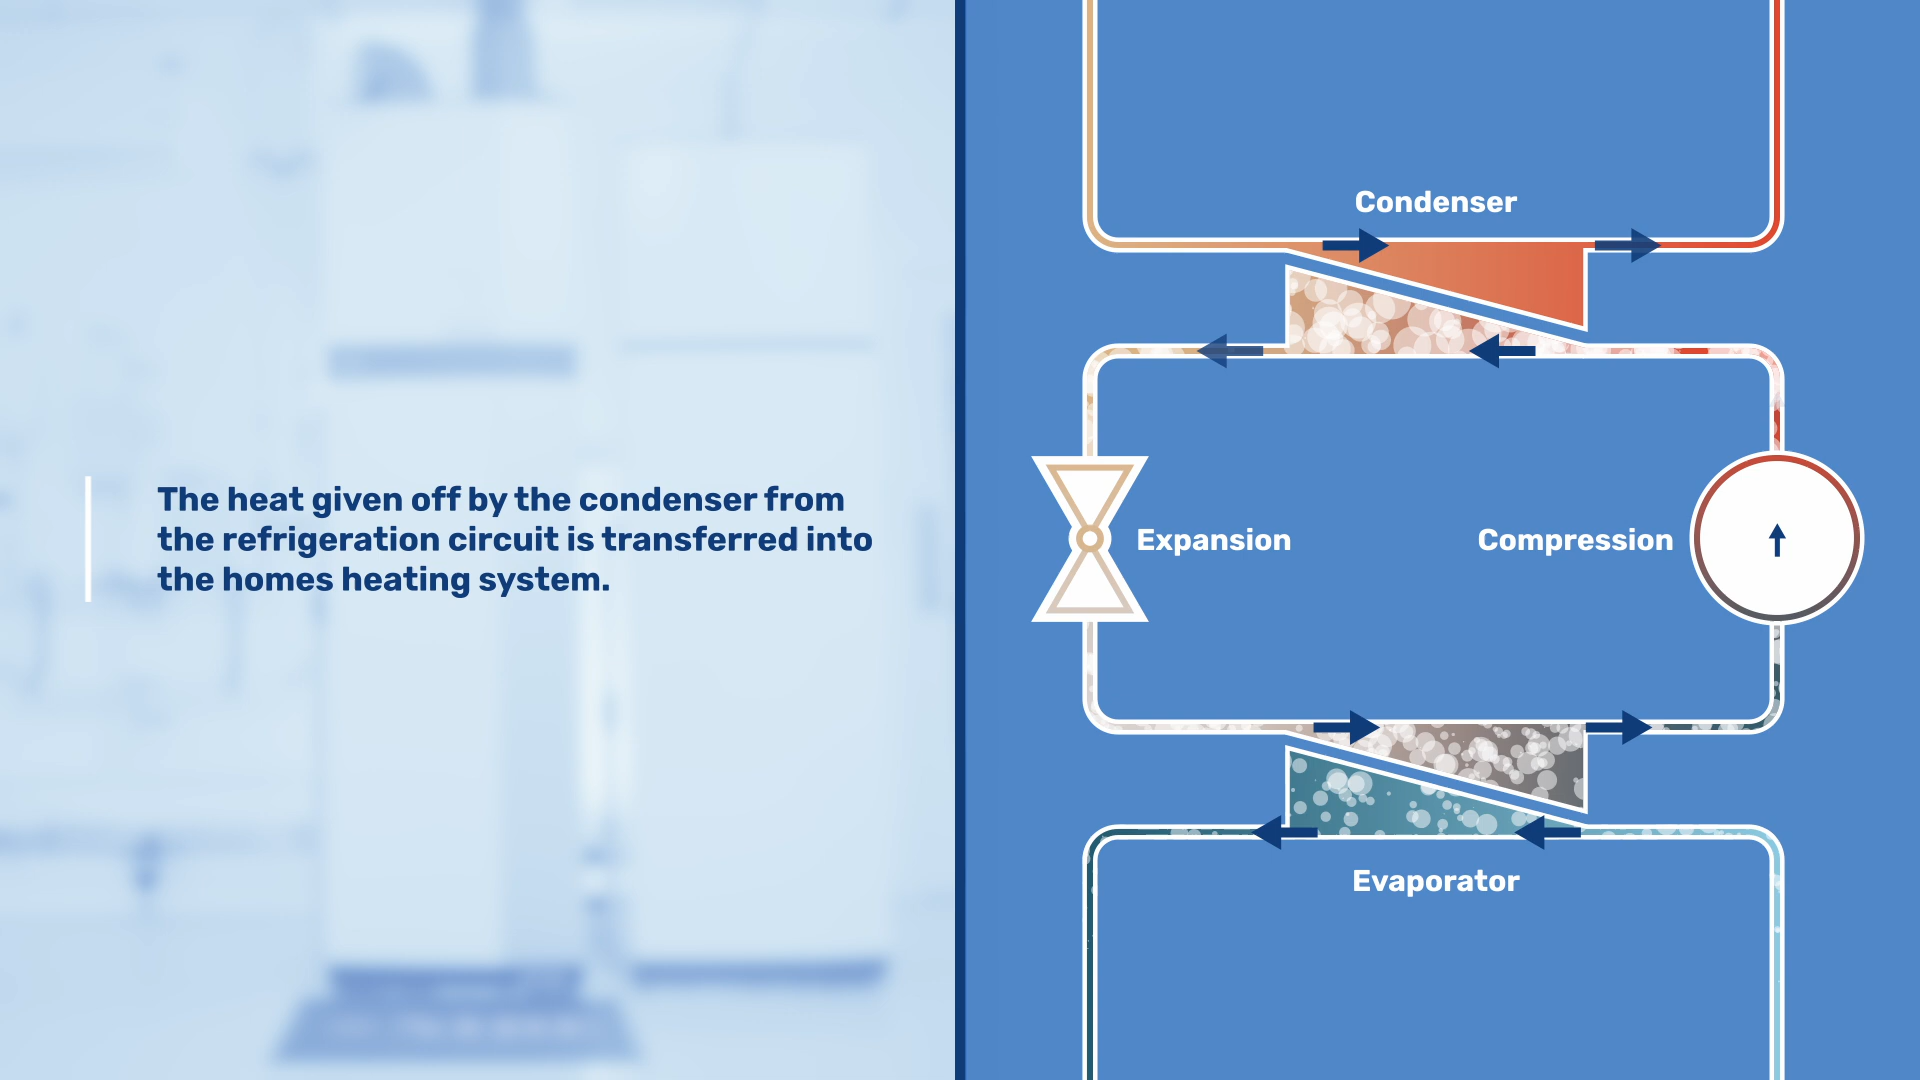 The heat given off by the condenser from
the refrigeration circuit is transferred into
the homes heating system.
Condenser
Expansion
Compression
Evaporator